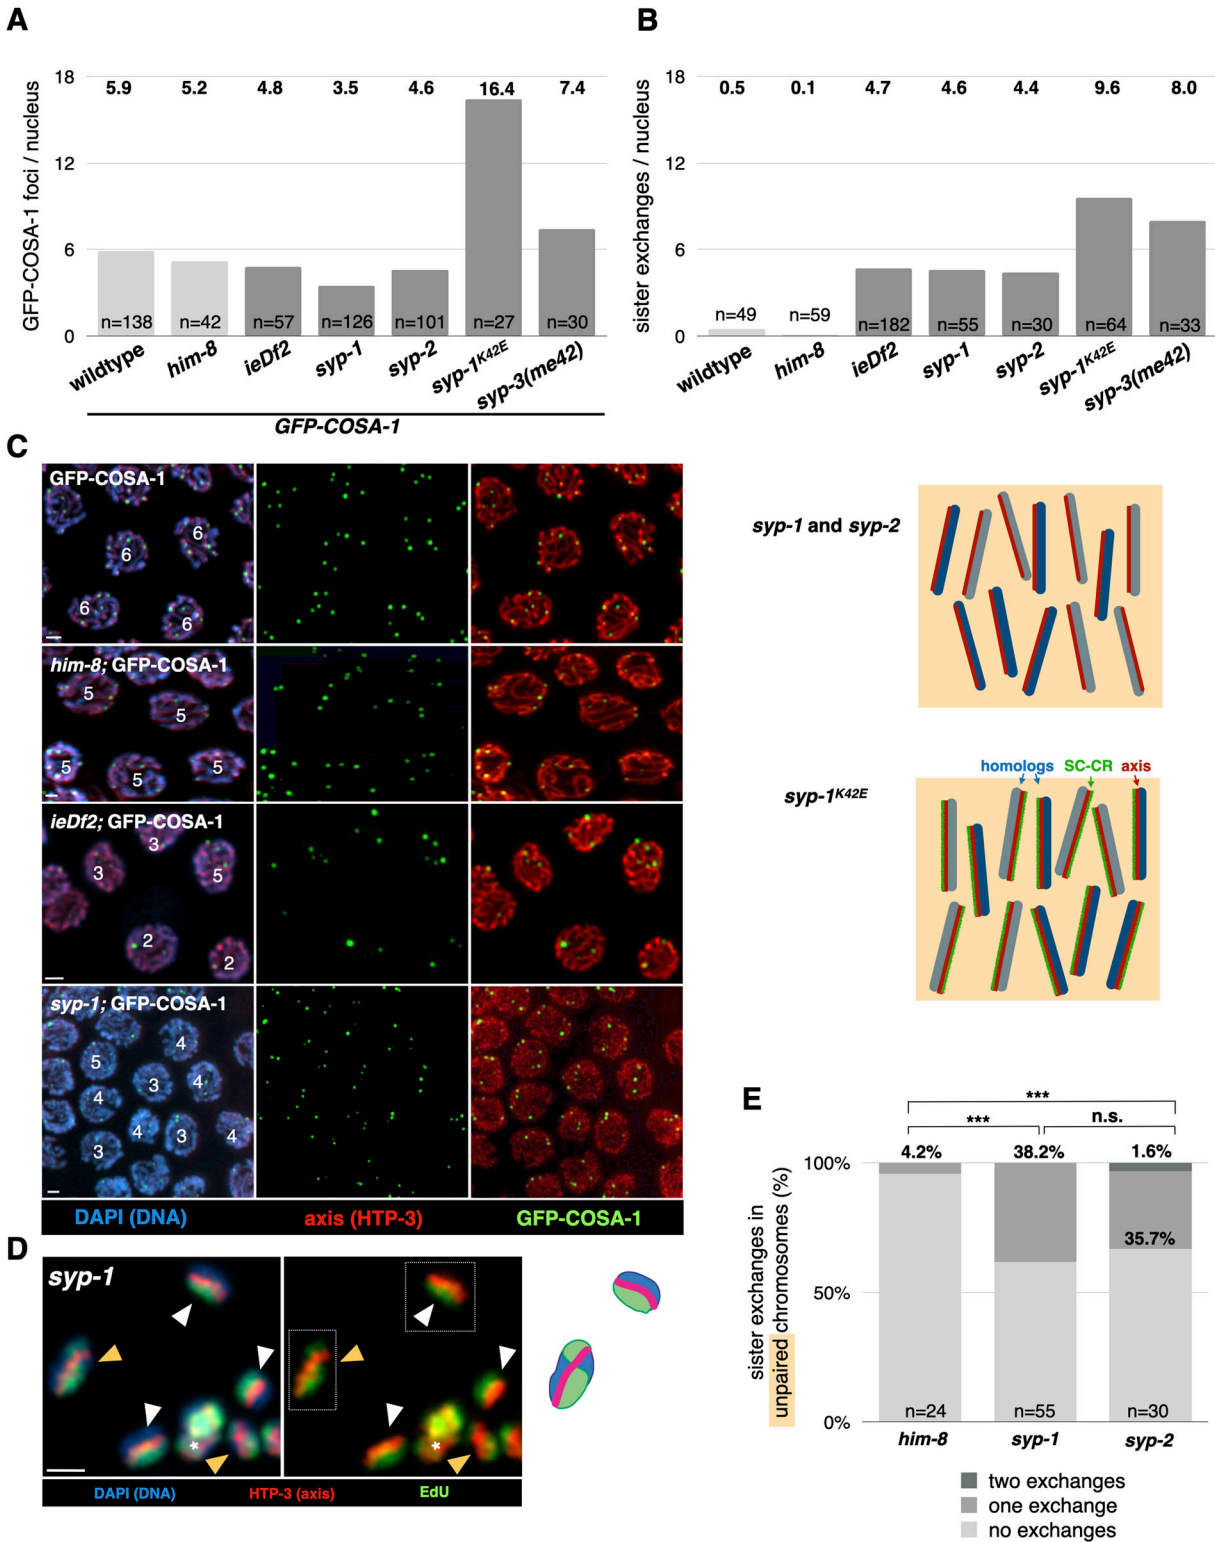 A
GFP-COSA-1 foci / nucleus
18
12
6
0
5.9 5.2 4.8 3.5 4.6 16.4 7.4
n=138 n=42 n=57 n=126 n=101 n=27 n=30
wildtype him-8 ieDf2 syp-1 syp-2 syp-1K42E syp-3(me42)
GFP-COSA-1
B
sister exchanges / nucleus
18
12
6
0
0.5 0.1 4.7 4.6 4.4 9.6 8.0
n=49 n=59 n=182 n=55 n=30 n=64 n=33
wildtype him-8 ieDf2 syp-1 syp-2 syp-1K42E syp-3(me42)
C
GFP-COSA-1
6
6
6
6
him-8; GFP-COSA-1
5
5
5
5
5
ieDf2; GFP-COSA-1
3
3
5
2
2
syp-1; GFP-COSA-1
4
5
3
4
4
4
3
4
3
DAPI (DNA) axis (HTP-3) GFP-COSA-1
syp-1 and syp-2
homologs SC-CR axis
syp-1K42E
D
syp-1
*
*
DAPI (DNA) HTP-3 (axis) EdU
E
***
*** n.s.
4.2% 38.2% 1.6%
35.7%
100%
50%
0%
sister exchanges in
unpaired chromosomes (%)
n=24 n=55 n=30
him-8 syp-1 syp-2
two exchanges
one exchange
no exchanges